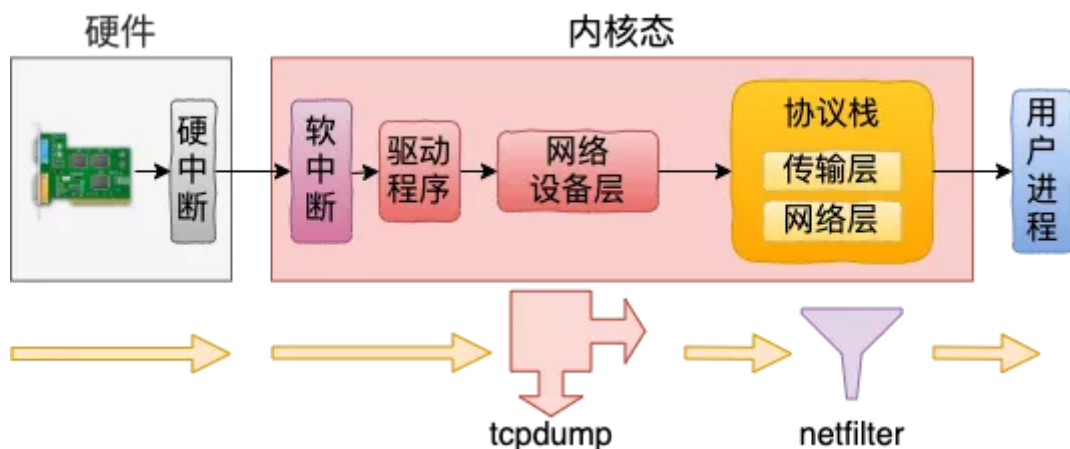 硬件
内核态
硬中断
软中断
驱动
程序
网络
设备层
协议栈
传输层
网络层
用户进程
tcpdump
netfilter